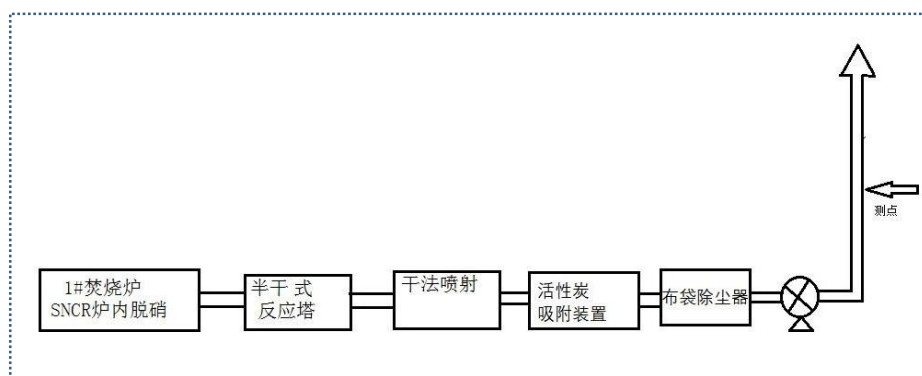 1#焚烧炉
SNCR炉内脱硝
半干 式
反应塔
干法喷射
活性炭
吸附装置
布袋除尘器
测点